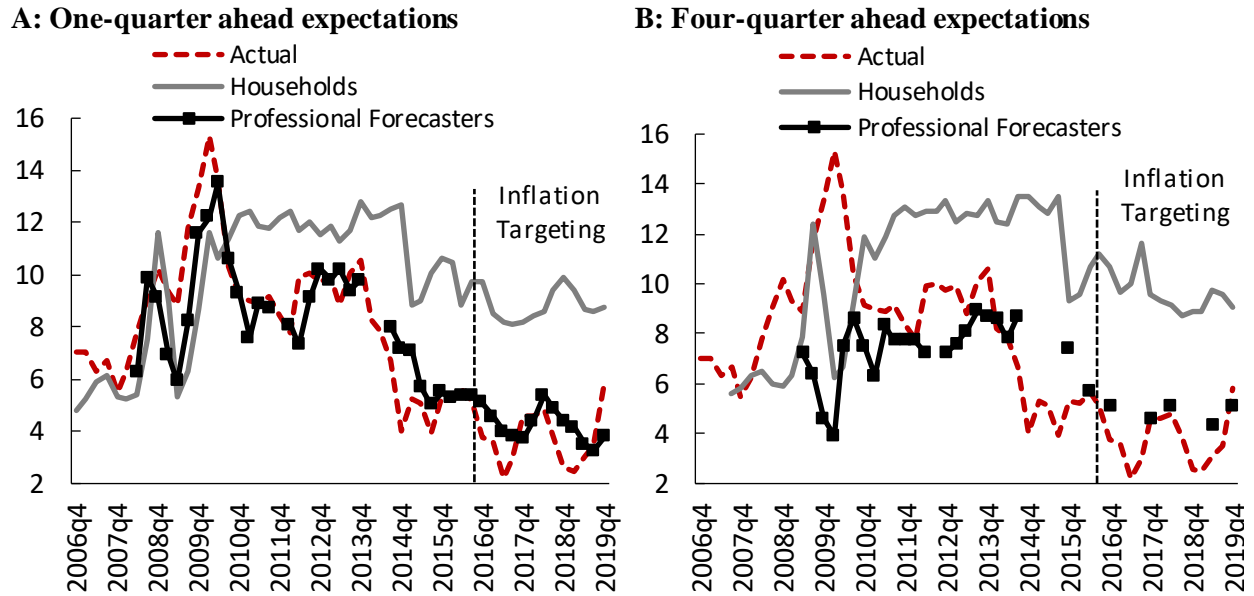 A: One-quarter ahead expectations
Actual
Households
Professional Forecasters
16
14
12
10
8
6
4
2
Inflation
Targeting
2006q4
2007q4
2008q4
2009q4
2010q4
2011q4
2012q4
2013q4
2014q4
2015q4
2016q4
2017q4
2018q4
2019q4
B: Four-quarter ahead expectations
Actual
Households
Professional Forecasters
16
14
12
10
8
6
4
2
Inflation
Targeting
2006q4
2007q4
2008q4
2009q4
2010q4
2011q4
2012q4
2013q4
2014q4
2015q4
2016q4
2017q4
2018q4
2019q4